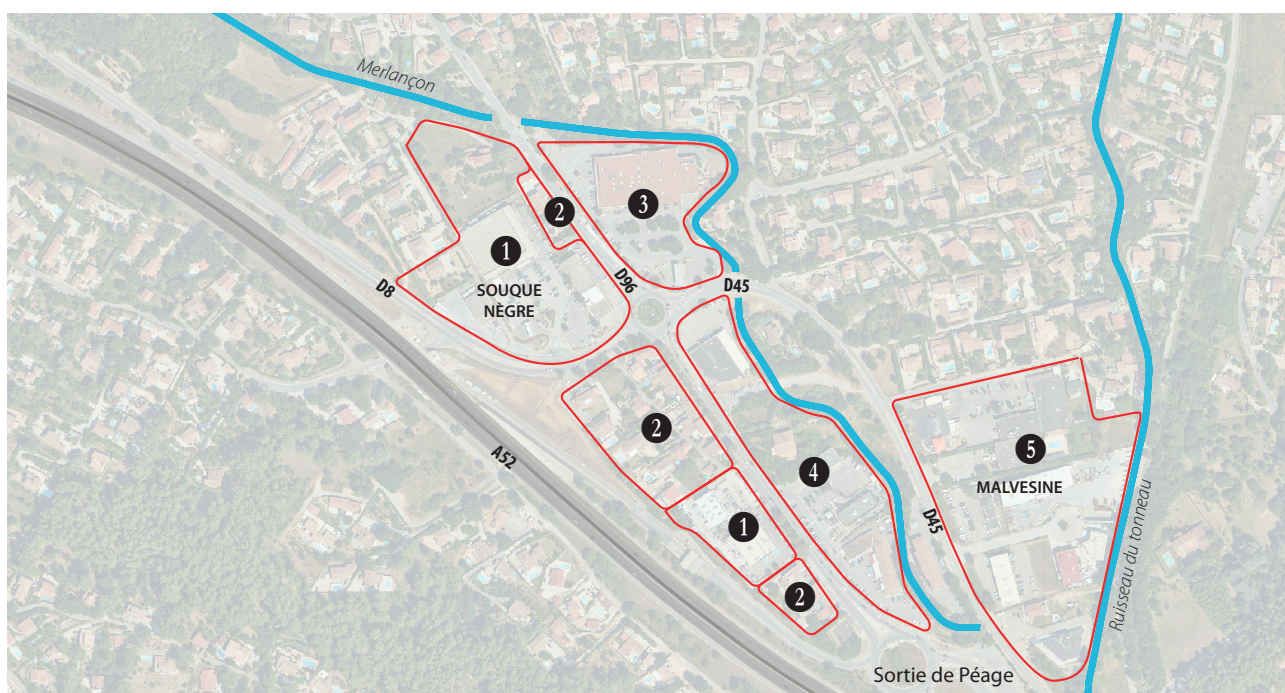 Merlançon
2
3
1
SOUQUE
NÈGRE
D8
D96
D45
2
A52
4
5
MALVESINE
1
D45
2
Ruisseau du tonneau
Sortie de Péage